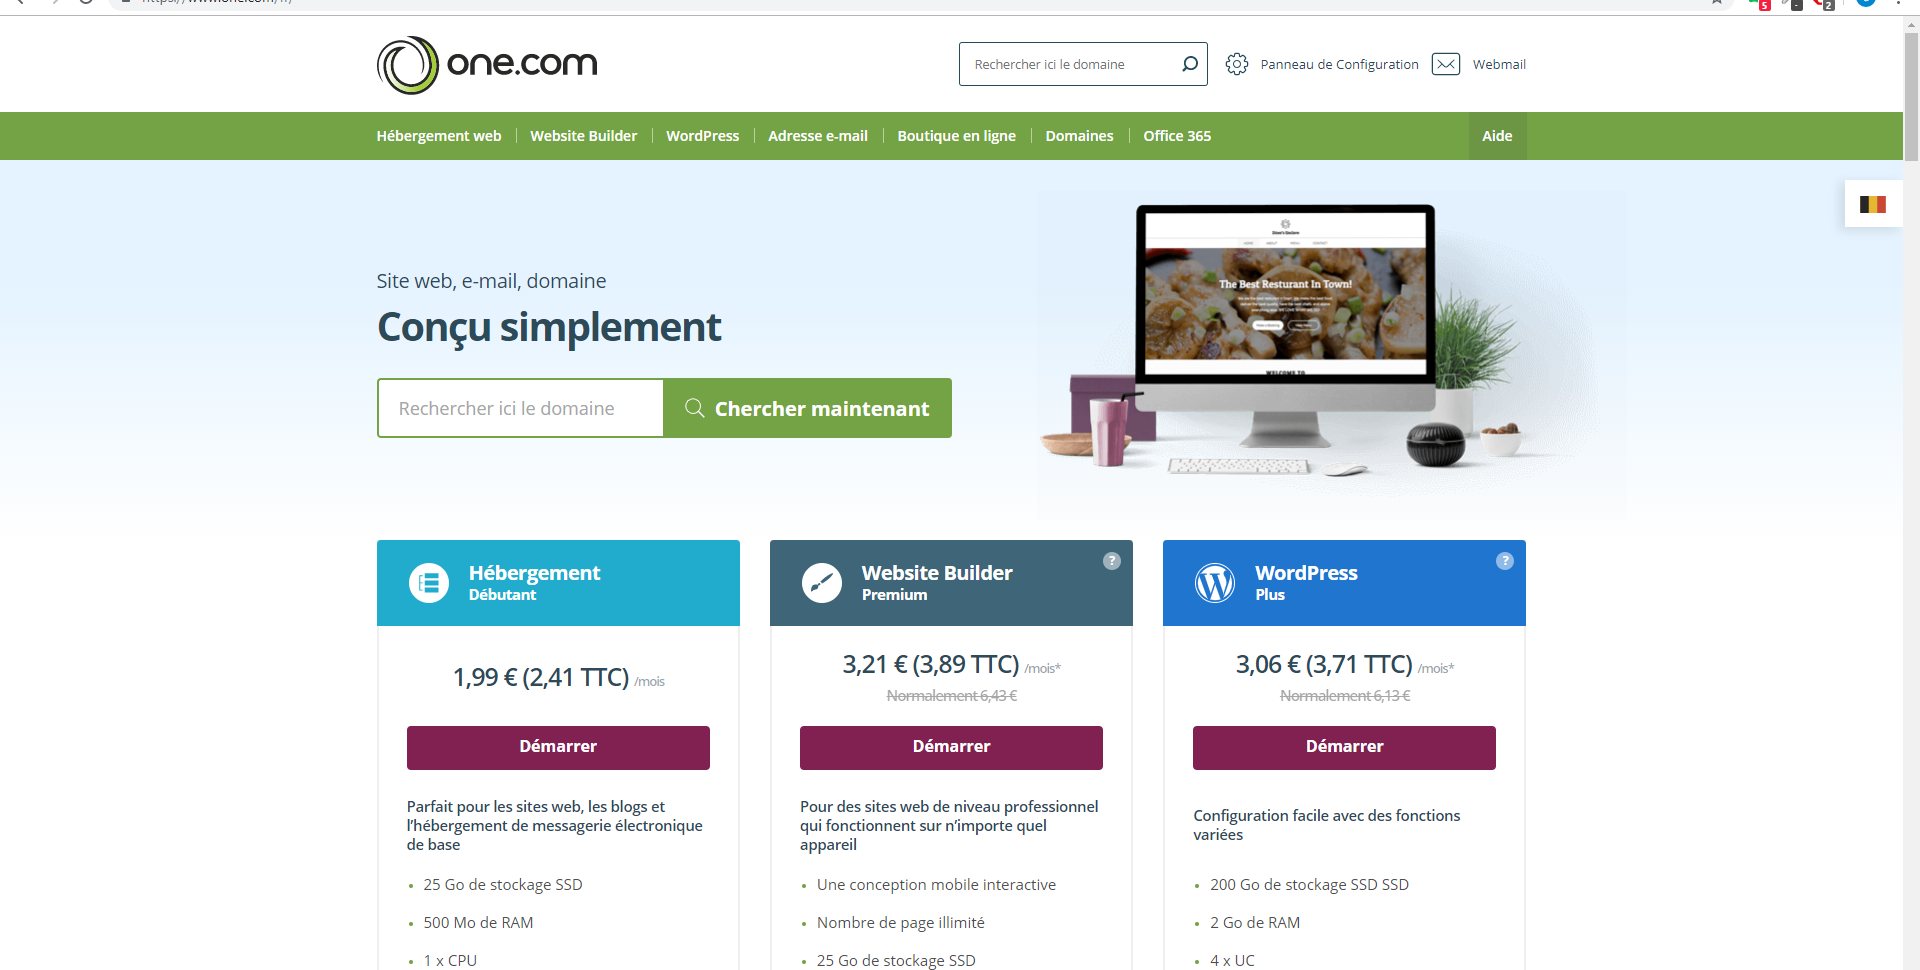 one.com
Rechercher ici le domaine
Panneau de Configuration
Webmail
Hébergement web
Website Builder
WordPress
Adresse e-mail
Boutique en ligne
Domaines
Office 365
Aide
Site web, e-mail, domaine
Conçu simplement
Rechercher ici le domaine
Chercher maintenant
The Best Resturant In Town!
WELCOME TO
Hébergement
Débutant
1,99 € (2,41 TTC) /mois
Démarrer
Parfait pour les sites web, les blogs et
l’hébergement de messagerie électronique
de base
25 Go de stockage SSD
500 Mo de RAM
1 x CPU
Website Builder
Premium
?
3,21 € (3,89 TTC) /mois*
Normalement 6,43 €
Démarrer
Pour des sites web de niveau professionnel
qui fonctionnent sur n’importe quel
appareil
Une conception mobile interactive
Nombre de page illimité
25 Go de stockage SSD
WordPress
Plus
?
3,06 € (3,71 TTC) /mois*
Normalement 6,13 €
Démarrer
Configuration facile avec des fonctions
variées
200 Go de stockage SSD SSD
2 Go de RAM
4 x UC